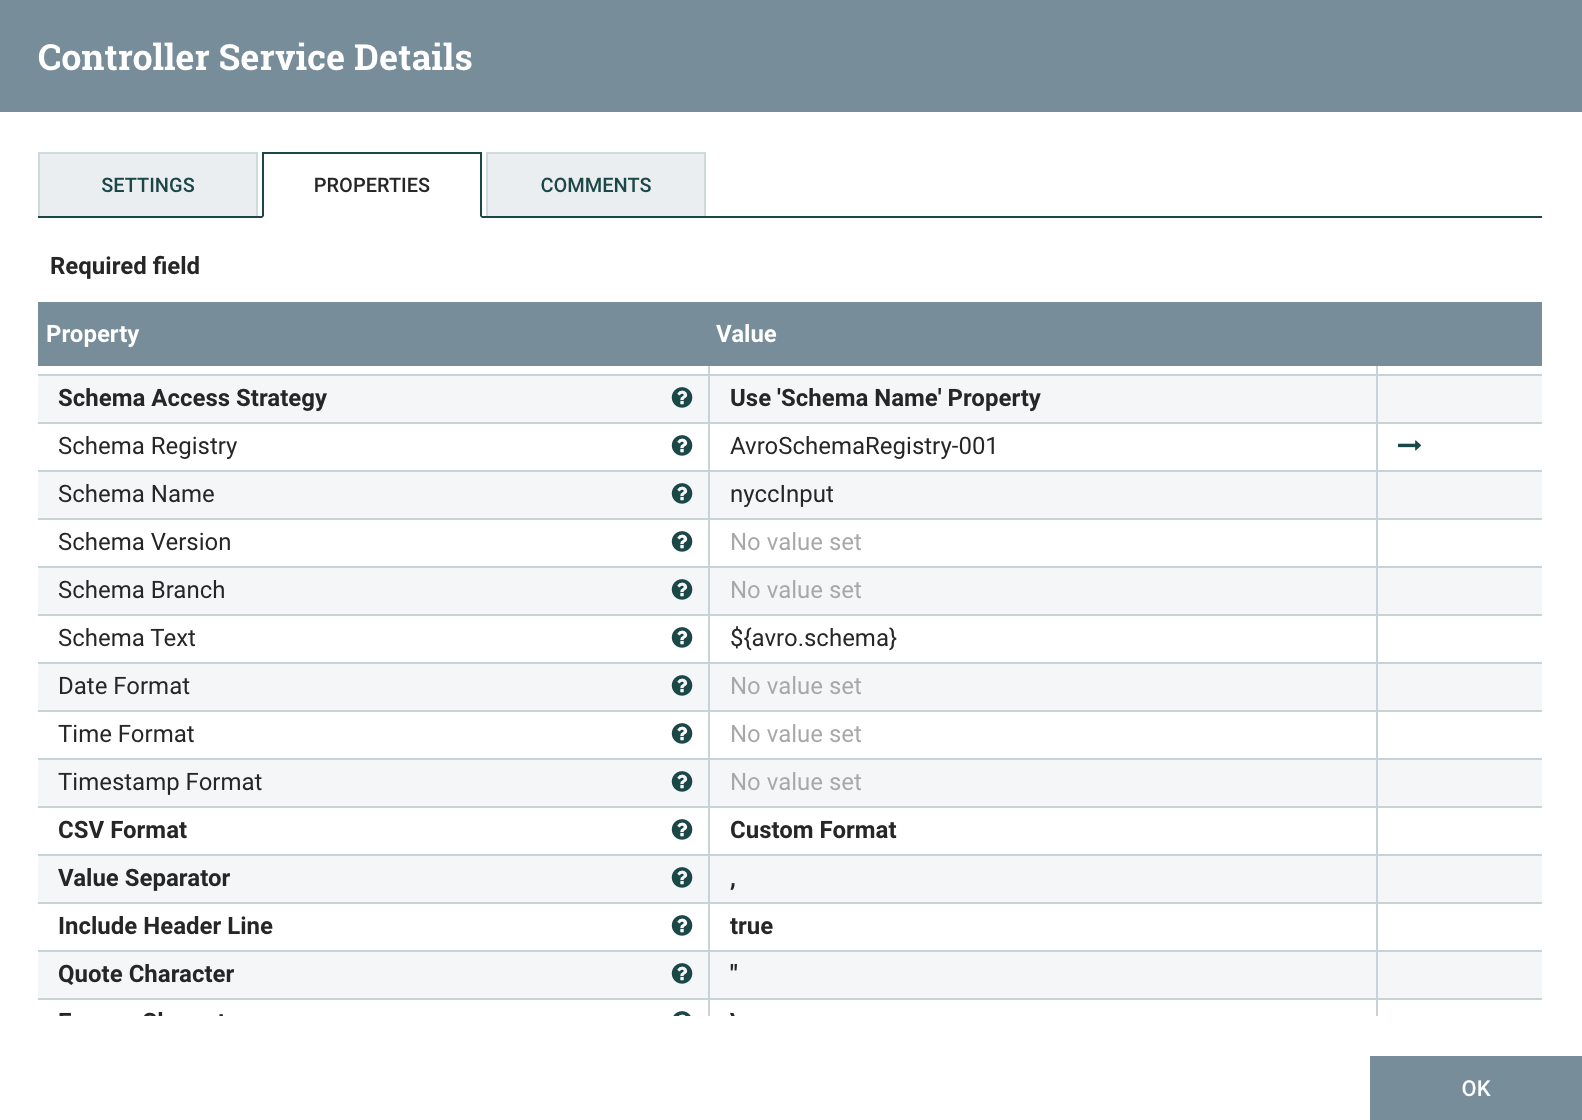 Controller Service Details
SETTINGS PROPERTIES COMMENTS
Required field
Property Value
Schema Access Strategy ? Use 'Schema Name' Property
Schema Registry ? AvroSchemaRegistry-001
Schema Name ? nyccInput
Schema Version ? No value set
Schema Branch ? No value set
Schema Text ? ${avro.schema}
Date Format ? No value set
Time Format ? No value set
Timestamp Format ? No value set
CSV Format ? Custom Format
Value Separator ? ,
Include Header Line ? true
Quote Character ? "
OK